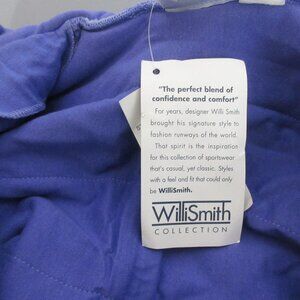 "The perfect blend of
confidence and comfort"
For years, designer Willi Smith
brought his signature style to
fashion runways of the world.
That spirit is the inspiration
for this collection of sportswear
that's casual, yet classic. Styles
with a feel and fit that could only
be WilliSmith.
WilliSmith
COLLECTION